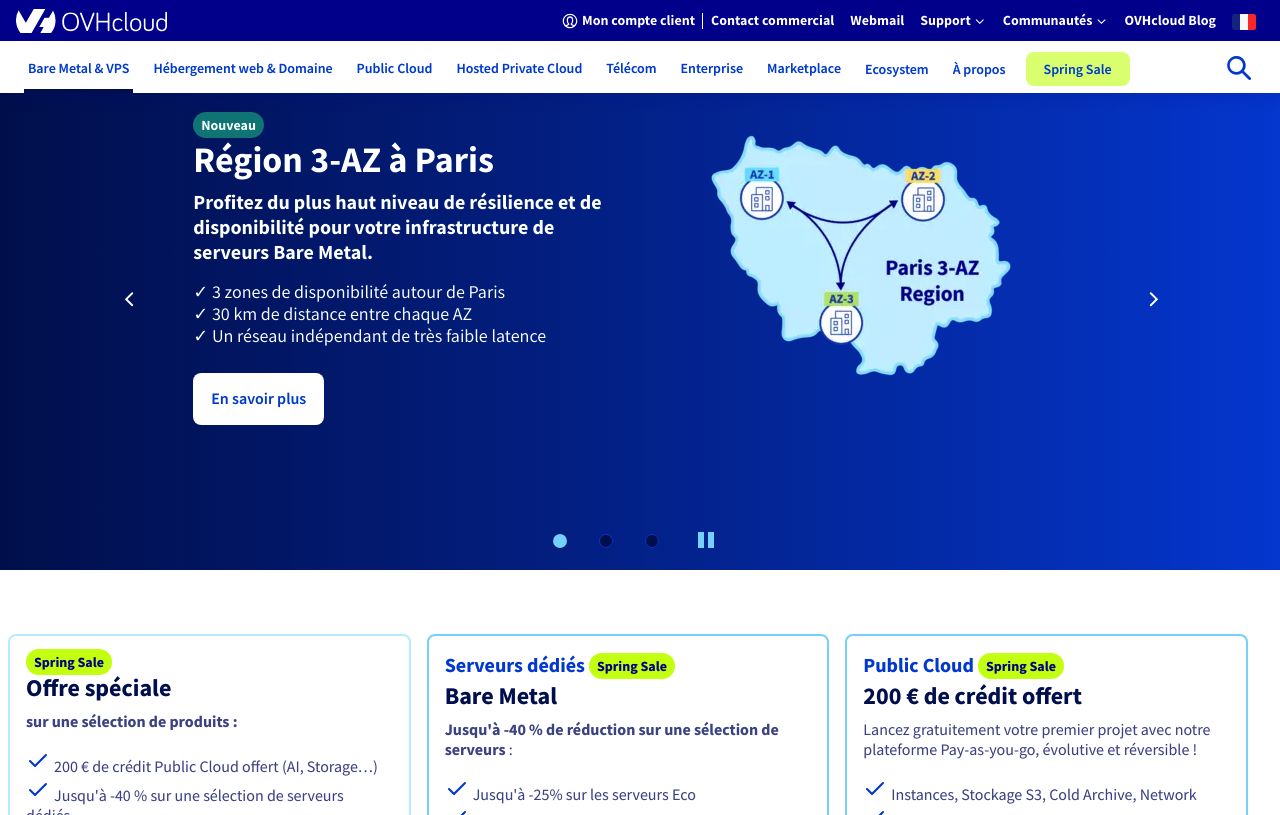 OVHcloud
Mon compte client | Contact commercial Webmail Support Communautés OVHcloud Blog
Bare Metal & VPS Hébergement web & Domaine Public Cloud Hosted Private Cloud Télécom Enterprise Marketplace Ecosystem À propos Spring Sale
Nouveau
Région 3-AZ à Paris
Profitez du plus haut niveau de résilience et de
disponibilité pour votre infrastructure de
serveurs Bare Metal.
✓ 3 zones de disponibilité autour de Paris
✓ 30 km de distance entre chaque AZ
✓ Un réseau indépendant de très faible latence
En savoir plus
AZ-1
AZ-2
Paris 3-AZ
Region
AZ-3
Spring Sale
Offre spéciale
sur une sélection de produits :
200 € de crédit Public Cloud offert (AI, Storage…)
Jusqu'à -40 % sur une sélection de serveurs
dédiés
Serveurs dédiés Spring Sale
Bare Metal
Jusqu'à -40 % de réduction sur une sélection de
serveurs :
Jusqu'à -25% sur les serveurs Eco
Public Cloud Spring Sale
200 € de crédit offert
Lancez gratuitement votre premier projet avec notre
plateforme Pay-as-you-go, évolutive et réversible !
Instances, Stockage S3, Cold Archive, Network